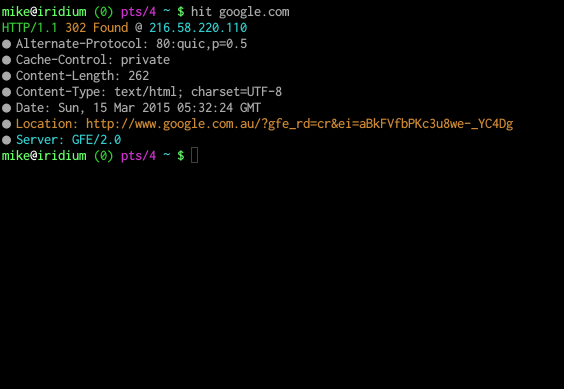 mike@iridium (0) pts/4 ~ $ hit google.com
HTTP/1.1 302 Found @ 216.58.220.110
● Alternate-Protocol: 80:quic,p=0.5
● Cache-Control: private
● Content-Length: 262
● Content-Type: text/html; charset=UTF-8
● Date: Sun, 15 Mar 2015 05:32:24 GMT
● Location: http://www.google.com.au/?gfe_rd=cr&ei=aBkFVfbPKc3u8we-_YC4Dg
● Server: GFE/2.0
mike@iridium (0) pts/4 ~ $